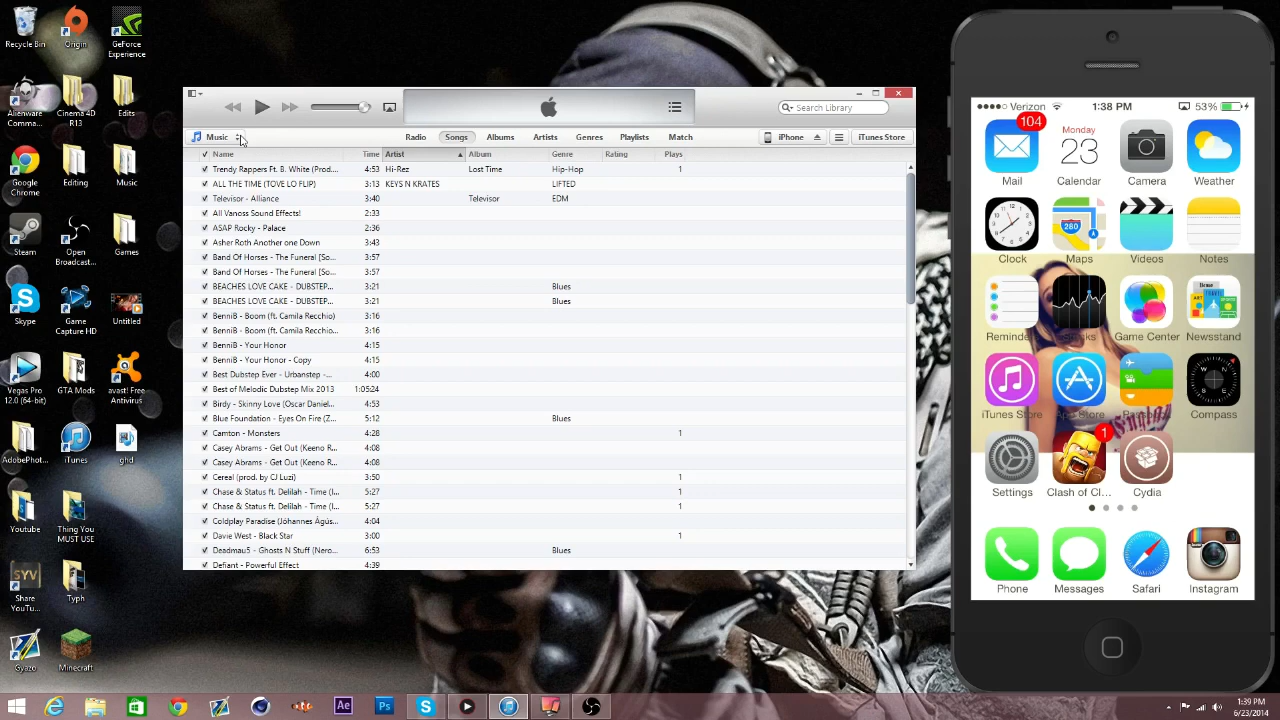 Recycle Bin
Origin
GeForce Experience
Alienware Comma...
Cinema 4D R13
Edits
Google Chrome
Editing
Music
Steam
Open Broadcast...
Games
Skype
Game Capture HD
Untitled
Vegas Pro 12.0 (64-bit)
GTA Mods
avast! Free Antivirus
AdobePhot...
iTunes
ghd
Youtube
Thing You MUST USE
Share YouTu...
Typh
Gyazo
Minecraft
Search Library
Music
Radio
Songs
Albums
Artists
Genres
Playlists
Match
iPhone
iTunes Store
Name Time Artist Album Genre Rating Plays
Trendy Rappers Ft. B. White (Prod.... 4:53 Hi-Rez Lost Time Hip-Hop 1
ALL THE TIME (TOVE LO FLIP) 3:13 KEYS N KRATES LIFTED
Televisor - Alliance 3:40 Televisor EDM
All Vanoss Sound Effects! 2:33
ASAP Rocky - Palace 2:36
Asher Roth Another one Down 3:43
Band Of Horses - The Funeral [So... 3:57
Band Of Horses - The Funeral [So... 3:57
BEACHES LOVE CAKE - DUBSTEP... 3:21 Blues
BEACHES LOVE CAKE - DUBSTEP... 3:21 Blues
BenniB - Boom (ft. Camila Recchio) 3:16
BenniB - Boom (ft. Camila Recchio... 3:16
BenniB - Your Honor 4:15
BenniB - Your Honor - Copy 4:15
Best Dubstep Ever - Urbanstep -... 4:00
Best of Melodic Dubstep Mix 2013 1:05:24
Birdy - Skinny Love (Oscar Daniel... 4:53
Blue Foundation - Eyes On Fire (Z... 5:12 Blues
Camton - Monsters 4:28 1
Casey Abrams - Get Out (Keeno R... 4:08
Casey Abrams - Get Out (Keeno R... 4:08
Cereal (prod. by CJ Luzi) 3:50 1
Chase & Status ft. Delilah - Time (I... 5:27 1
Chase & Status ft. Delilah - Time (I... 5:27 1
Coldplay Paradise (Jóhannes Ágús... 4:04
Davie West - Black Star 3:00 1
Deadmau5 - Ghosts N Stuff (Nero... 6:53 Blues
Defiant - Powerful Effect 4:39
Verizon 1:38 PM 53%
104
Monday
23
Mail Calendar Camera Weather
280
Clock Maps Videos Notes
Reminders Stocks Game Center Newsstand
iTunes Store App Store Passbook Compass
1
Settings Clash of Cl... Cydia
Phone Messages Safari Instagram
Ae
Ps
1:39 PM
6/23/2014